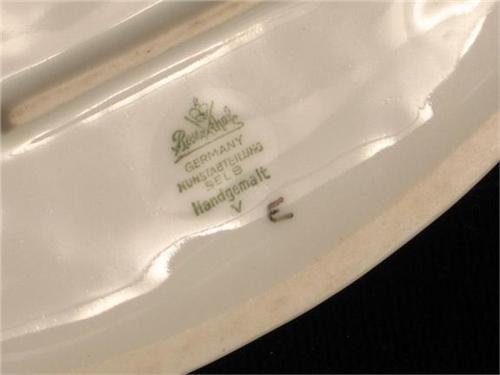 Rosenthal
GERMANY
KUNSTABTEILUNG
SELB
Handgemalt
V E